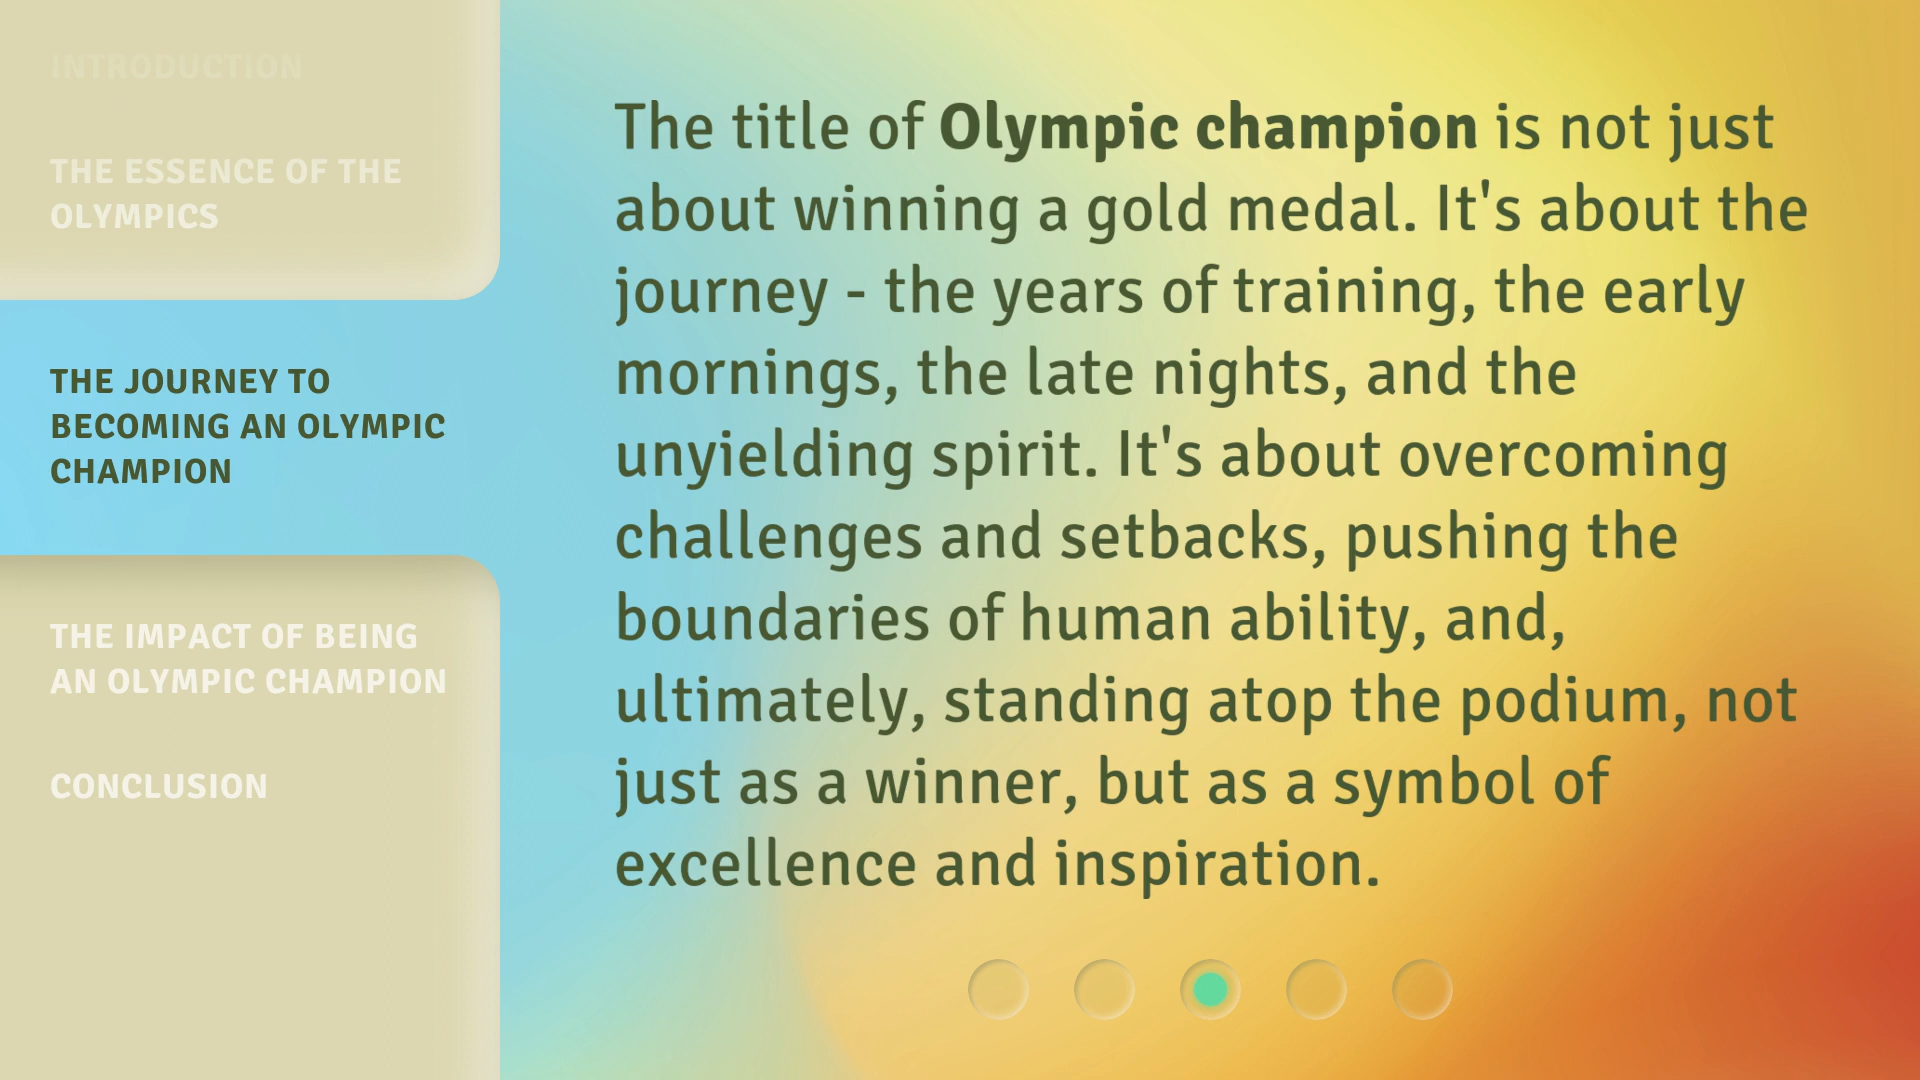 INTRODUCTION
THE ESSENCE OF THE
OLYMPICS
THE JOURNEY TO
BECOMING AN OLYMPIC
CHAMPION
THE IMPACT OF BEING
AN OLYMPIC CHAMPION
CONCLUSION
The title of Olympic champion is not just
about winning a gold medal. It's about the
journey - the years of training, the early
mornings, the late nights, and the
unyielding spirit. It's about overcoming
challenges and setbacks, pushing the
boundaries of human ability, and,
ultimately, standing atop the podium, not
just as a winner, but as a symbol of
excellence and inspiration.